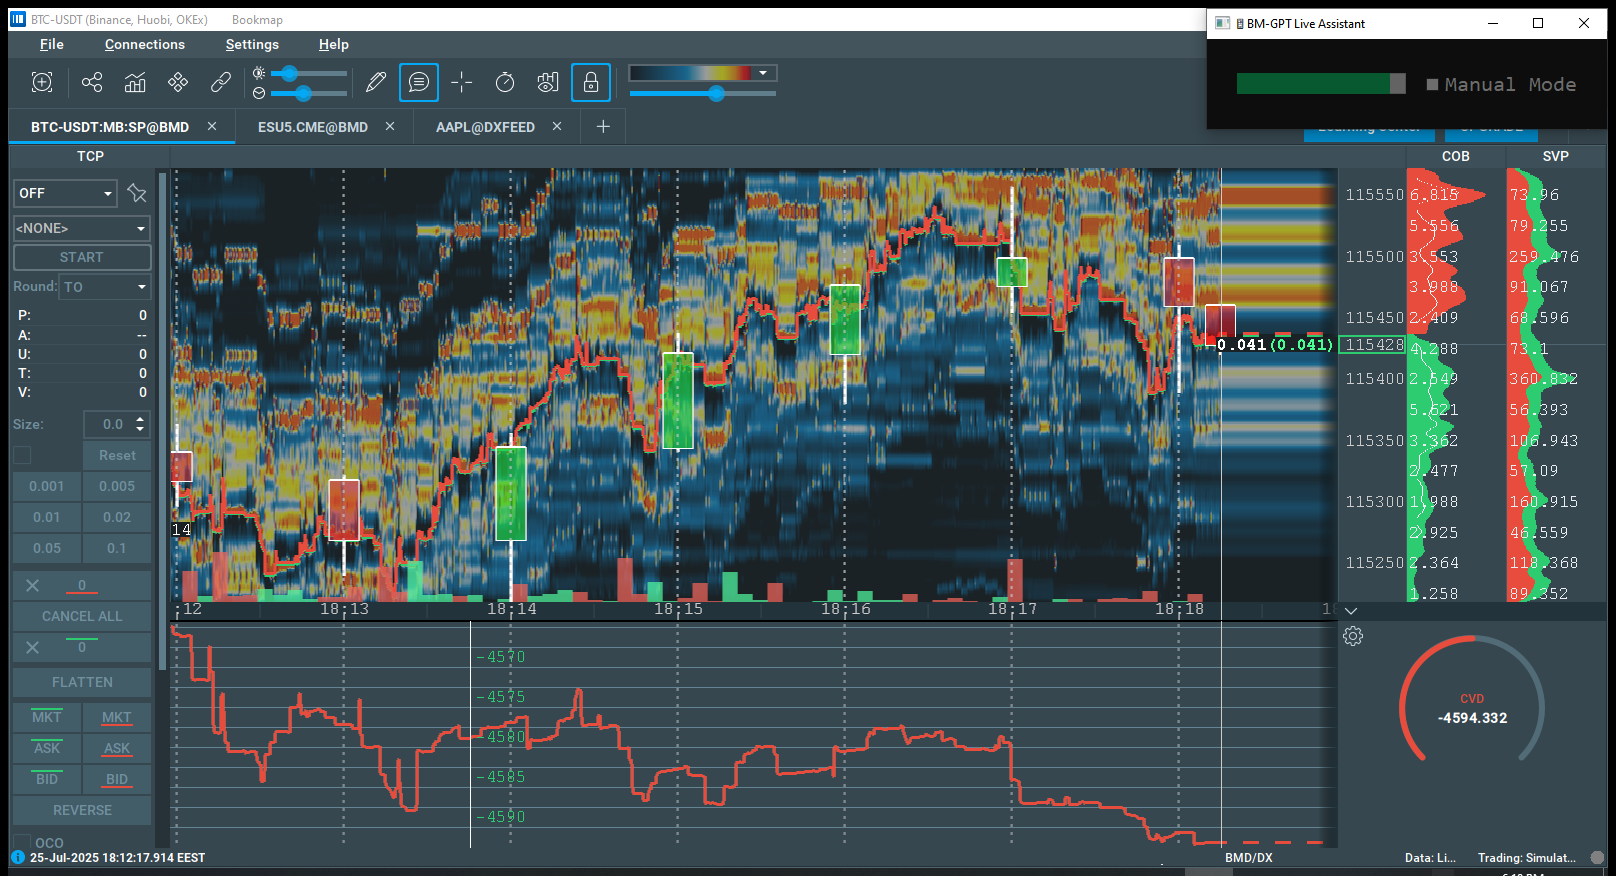 BTC-USDT (Binance, Huobi, OKEx) Bookmap
BM-GPT Live Assistant
File Connections Settings Help
Manual Mode
BTC-USDT:MB:SP@BMD ESU5.CME@BMD AAPL@DXFEED
TCP
COB SVP
OFF
<NONE>
START
Round: TO
P: 0
A: --
U: 0
T: 0
V: 0
Size: 0.0
Reset
0.001 0.005
0.01 0.02
0.05 0.1
0
CANCEL ALL
0
FLATTEN
MKT MKT
ASK ASK
BID BID
REVERSE
OCO
14
0.041(0.041)
115550 6.815 73.96
5.556 79.255
115500 3.553 259.476
3.988 91.067
115450 2.409 68.596
115428 4.288 73.1
115400 2.549 360.832
5.621 56.393
115350 3.362 106.943
2.477 57.09
115300 1.988 160.915
2.925 46.559
115250 2.364 118.368
1.258 89.352
:12 18:13 18:14 18:15 18:16 18:17 18:18
-4570
-4575
-4580
-4585
-4590
CVD
-4594.332
25-Jul-2025 18:12:17.914 EEST
BMD/DX
Data: Li... Trading: Simulat...